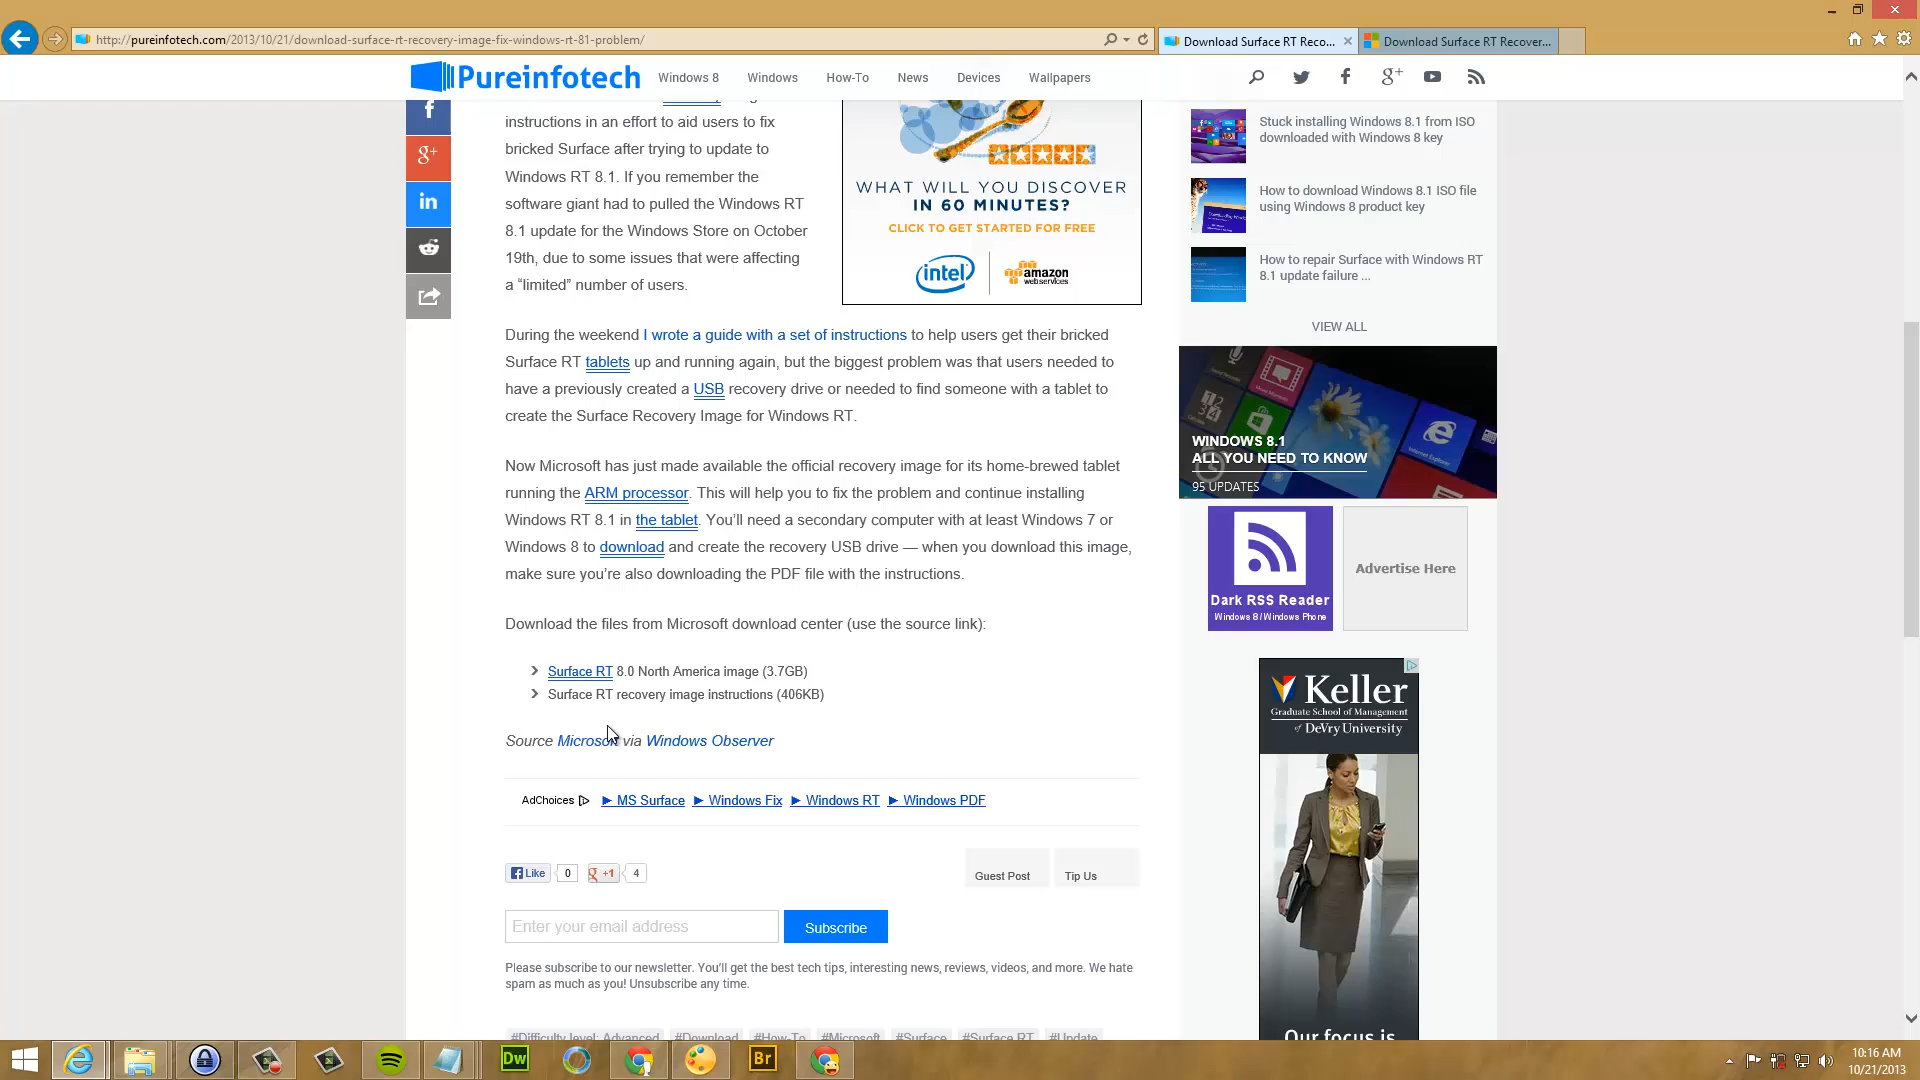 http://pureinfotech.com/2013/10/21/download-surface-rt-recovery-image-fix-windows-rt-81-problem/
Download Surface RT Reco...
Download Surface RT Recover...
Pureinfotech
Windows 8
Windows
How-To
News
Devices
Wallpapers
instructions in an effort to aid users to fix
bricked Surface after trying to update to
Windows RT 8.1. If you remember the
software giant had to pulled the Windows RT
8.1 update for the Windows Store on October
19th, due to some issues that were affecting
a “limited” number of users.
WHAT WILL YOU DISCOVER
IN 60 MINUTES?
CLICK TO GET STARTED FOR FREE
intel
amazon
webservices
During the weekend I wrote a guide with a set of instructions to help users get their bricked
Surface RT tablets up and running again, but the biggest problem was that users needed to
have a previously created a USB recovery drive or needed to find someone with a tablet to
create the Surface Recovery Image for Windows RT.
Now Microsoft has just made available the official recovery image for its home-brewed tablet
running the ARM processor. This will help you to fix the problem and continue installing
Windows RT 8.1 in the tablet. You’ll need a secondary computer with at least Windows 7 or
Windows 8 to download and create the recovery USB drive — when you download this image,
make sure you’re also downloading the PDF file with the instructions.
Download the files from Microsoft download center (use the source link):
Surface RT 8.0 North America image (3.7GB)
Surface RT recovery image instructions (406KB)
Source Microsoft via Windows Observer
AdChoices
MS Surface
Windows Fix
Windows RT
Windows PDF
Like
0
+1
4
Guest Post
Tip Us
Enter your email address
Subscribe
Please subscribe to our newsletter. You’ll get the best tech tips, interesting news, reviews, videos, and more. We hate
spam as much as you! Unsubscribe any time.
#Difficulty level: Advanced
#Download
#How-To
#Microsoft
#Surface
#Surface RT
#Update
Stuck installing Windows 8.1 from ISO
downloaded with Windows 8 key
How to download Windows 8.1 ISO file
using Windows 8 product key
How to repair Surface with Windows RT
8.1 update failure ...
VIEW ALL
Internet Explorer
WINDOWS 8.1
ALL YOU NEED TO KNOW
95 UPDATES
Dark RSS Reader
Windows 8/Windows Phone
Advertise Here
Keller
Graduate School of Management
of DeVry University
Our focus is
Dw
Br
10:16 AM
10/21/2013